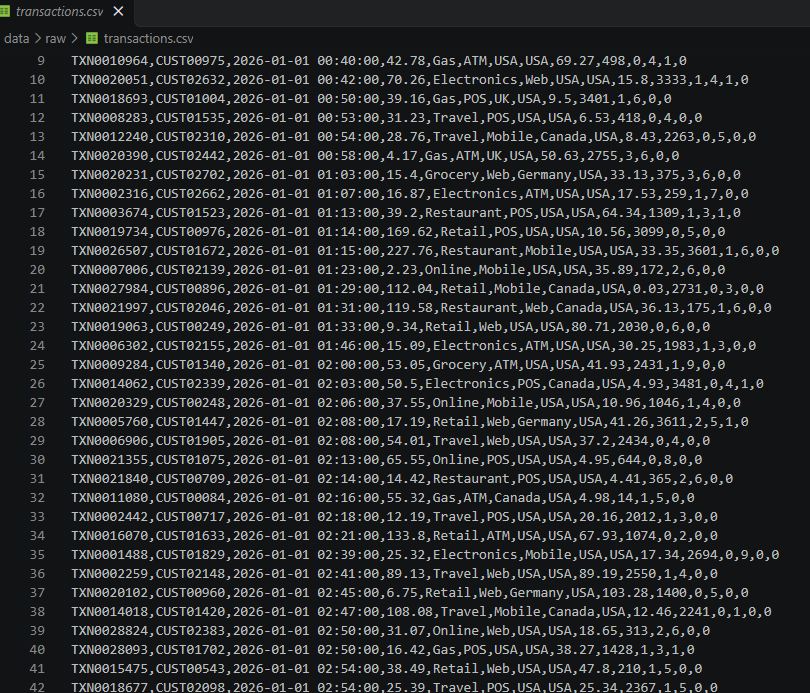 transactions.csv
data > raw > transactions.csv
9 TXN0010964,CUST00975,2026-01-01 00:40:00,42.78,Gas,ATM,USA,USA,69.27,498,0,4,1,0
10 TXN0020051,CUST02632,2026-01-01 00:42:00,70.26,Electronics,Web,USA,USA,15.8,3333,1,4,1,0
11 TXN0018693,CUST01004,2026-01-01 00:50:00,39.16,Gas,POS,UK,USA,9.5,3401,1,6,0,0
12 TXN0008283,CUST01535,2026-01-01 00:53:00,31.23,Travel,POS,USA,USA,6.53,418,0,4,0,0
13 TXN0012240,CUST02310,2026-01-01 00:54:00,28.76,Travel,Mobile,Canada,USA,8.43,2263,0,5,0,0
14 TXN0020390,CUST02442,2026-01-01 00:58:00,4.17,Gas,ATM,UK,USA,50.63,2755,3,6,0,0
15 TXN0020231,CUST02702,2026-01-01 01:03:00,15.4,Grocery,Web,Germany,USA,33.13,375,3,6,0,0
16 TXN0002316,CUST02662,2026-01-01 01:07:00,16.87,Electronics,ATM,USA,USA,17.53,259,1,7,0,0
17 TXN0003674,CUST01523,2026-01-01 01:13:00,39.2,Restaurant,POS,USA,USA,64.34,1309,1,3,1,0
18 TXN0019734,CUST00976,2026-01-01 01:14:00,169.62,Retail,POS,USA,USA,10.56,3099,0,5,0,0
19 TXN0026507,CUST01672,2026-01-01 01:15:00,227.76,Restaurant,Mobile,USA,USA,33.35,3601,1,6,0,0
20 TXN0007006,CUST02139,2026-01-01 01:23:00,2.23,Online,Mobile,USA,USA,35.89,172,2,6,0,0
21 TXN0027984,CUST00896,2026-01-01 01:29:00,112.04,Retail,Mobile,Canada,USA,0.03,2731,0,3,0,0
22 TXN0021997,CUST02046,2026-01-01 01:31:00,119.58,Restaurant,Web,Canada,USA,36.13,175,1,6,0,0
23 TXN0019063,CUST00249,2026-01-01 01:33:00,9.34,Retail,Web,USA,USA,80.71,2030,0,6,0,0
24 TXN0006302,CUST02155,2026-01-01 01:46:00,15.09,Electronics,ATM,USA,USA,30.25,1983,1,3,0,0
25 TXN0009284,CUST01340,2026-01-01 02:00:00,53.05,Grocery,ATM,USA,USA,41.93,2431,1,9,0,0
26 TXN0014062,CUST02339,2026-01-01 02:03:00,50.5,Electronics,POS,Canada,USA,4.93,3481,0,4,1,0
27 TXN0020329,CUST00248,2026-01-01 02:06:00,37.55,Online,Mobile,USA,USA,10.96,1046,1,4,0,0
28 TXN0005760,CUST01447,2026-01-01 02:08:00,17.19,Retail,Web,Germany,USA,41.26,3611,2,5,1,0
29 TXN0006906,CUST01905,2026-01-01 02:08:00,54.01,Travel,Web,USA,USA,37.2,2434,0,4,0,0
30 TXN0021355,CUST01075,2026-01-01 02:13:00,65.55,Online,POS,USA,USA,4.95,644,0,8,0,0
31 TXN0021840,CUST00709,2026-01-01 02:14:00,14.42,Restaurant,POS,USA,USA,4.41,365,2,6,0,0
32 TXN0011080,CUST00084,2026-01-01 02:16:00,55.32,Gas,ATM,Canada,USA,4.98,14,1,5,0,0
33 TXN0002442,CUST00717,2026-01-01 02:18:00,12.19,Travel,POS,USA,USA,20.16,2012,1,3,0,0
34 TXN0016070,CUST01633,2026-01-01 02:21:00,133.8,Retail,ATM,USA,USA,67.93,1074,0,2,0,0
35 TXN0001488,CUST01829,2026-01-01 02:39:00,25.32,Electronics,Mobile,USA,USA,17.34,2694,0,9,0,0
36 TXN0002259,CUST02148,2026-01-01 02:41:00,89.13,Travel,Web,USA,USA,89.19,2550,1,4,0,0
37 TXN0020102,CUST00960,2026-01-01 02:45:00,6.75,Retail,Web,Germany,USA,103.28,1400,0,5,0,0
38 TXN0014018,CUST01420,2026-01-01 02:47:00,108.08,Travel,Mobile,Canada,USA,12.46,2241,0,1,0,0
39 TXN0028824,CUST02383,2026-01-01 02:50:00,31.07,Online,Web,USA,USA,18.65,313,2,6,0,0
40 TXN0028093,CUST01702,2026-01-01 02:50:00,16.42,Gas,POS,USA,USA,38.27,1428,1,3,1,0
41 TXN0015475,CUST00543,2026-01-01 02:54:00,38.49,Retail,Web,USA,USA,47.8,210,1,5,0,0
42 TXN0018677,CUST02098,2026-01-01 02:54:00,25.39,Travel,POS,USA,USA,25.34,2367,1,5,0,0